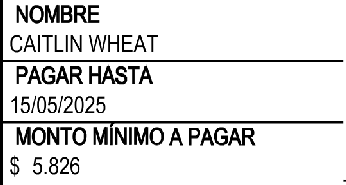 NOMBRE
CAITLIN WHEAT
PAGAR HASTA
15/05/2025
MONTO MÍNIMO A PAGAR
$ 5.826